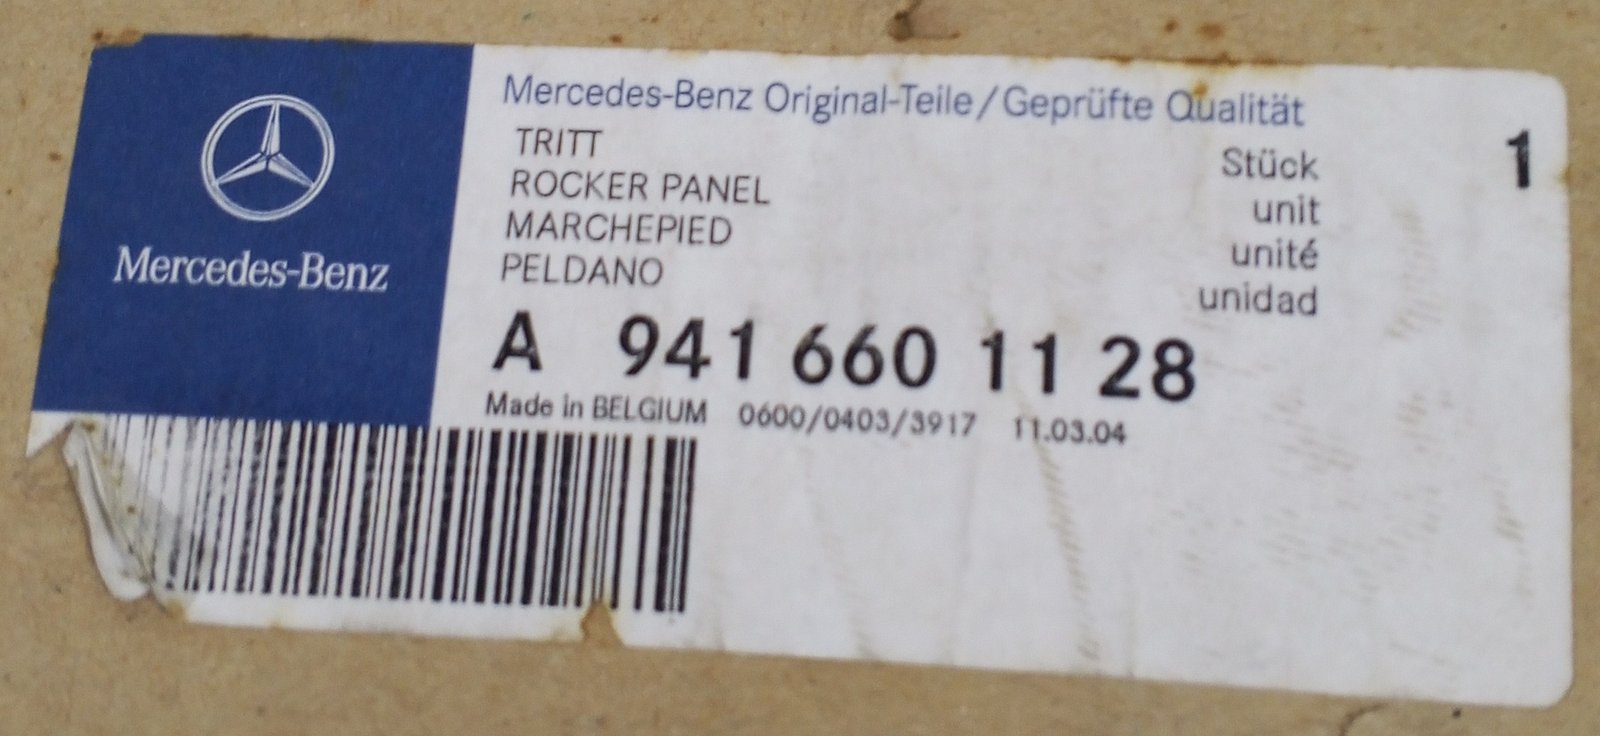 Mercedes-Benz
Mercedes-Benz Original-Teile/Geprüfte Qualität
TRITT
ROCKER PANEL
MARCHEPIED
PELDANO
Stück
unit
unité
unidad
1
A 941 660 11 28
Made in BELGIUM 0600/0403/3917 11.03.04